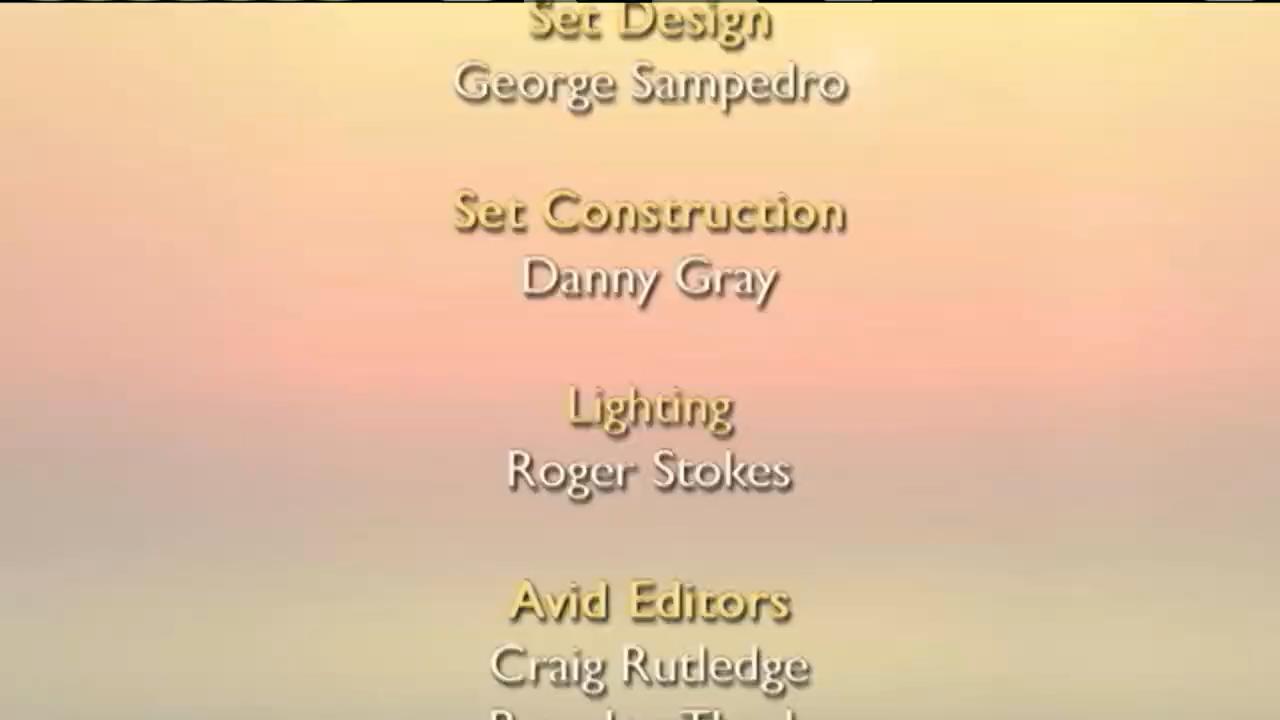 Set Design
George Sampedro
Set Construction
Danny Gray
Lighting
Roger Stokes
Avid Editors
Craig Rutledge